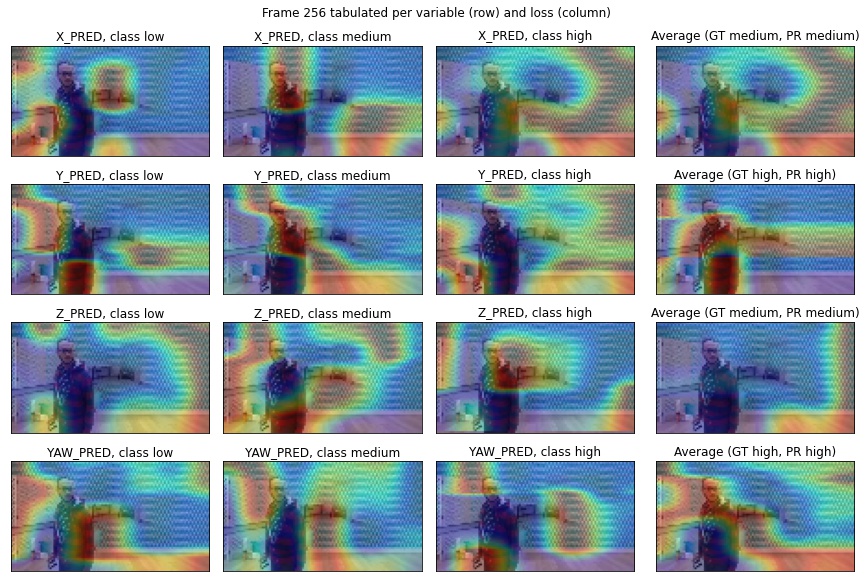 Frame 256 tabulated per variable (row) and loss (column)
X_PRED, class low
X_PRED, class medium
X_PRED, class high
Average (GT medium, PR medium)
Y_PRED, class low
Y_PRED, class medium
Y_PRED, class high
Average (GT high, PR high)
Z_PRED, class low
Z_PRED, class medium
Z_PRED, class high
Average (GT medium, PR medium)
YAW_PRED, class low
YAW_PRED, class medium
YAW_PRED, class high
Average (GT high, PR high)